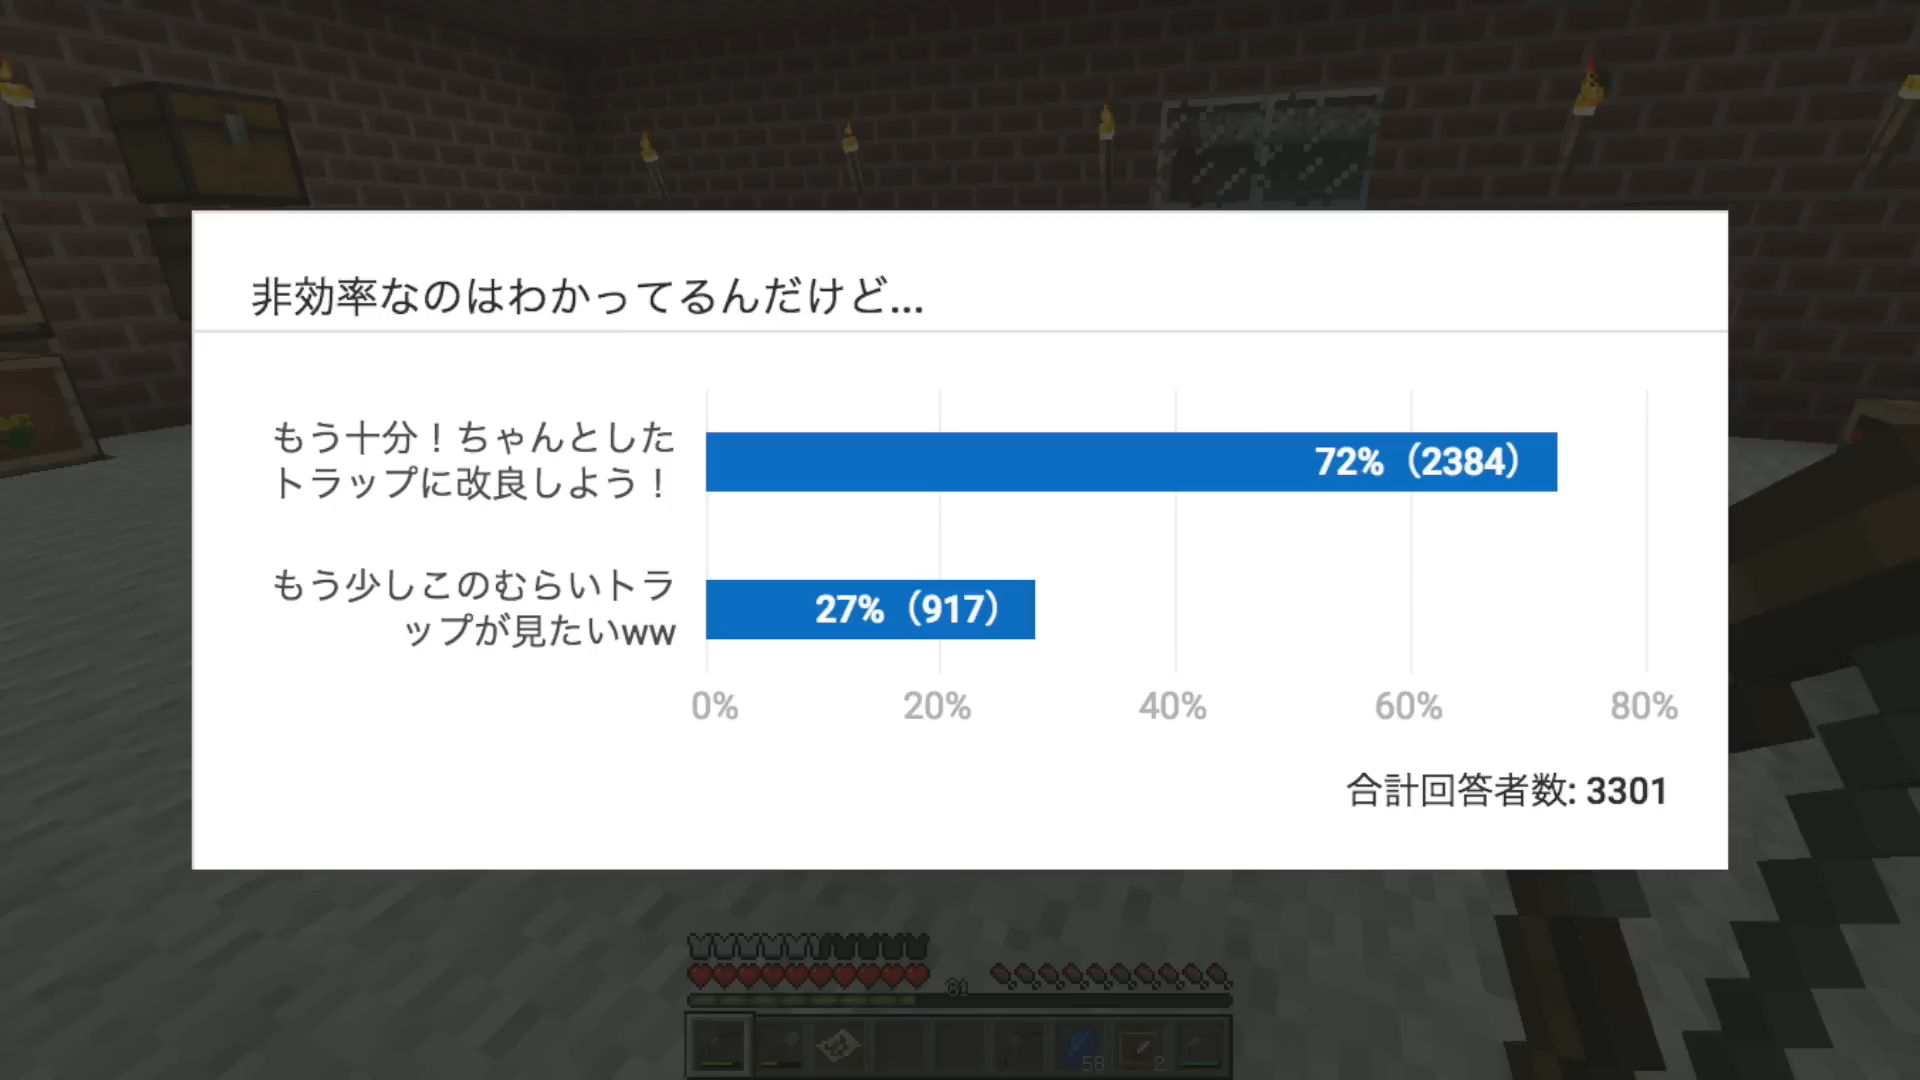 非効率なのはわかってるんだけど...
もう十分！ちゃんとした
トラップに改良しよう！
72%（2384）
もう少しこのむらいトラ
ップが見たいww
27%（917）
0% 20% 40% 60% 80%
合計回答者数: 3301
81
58 2